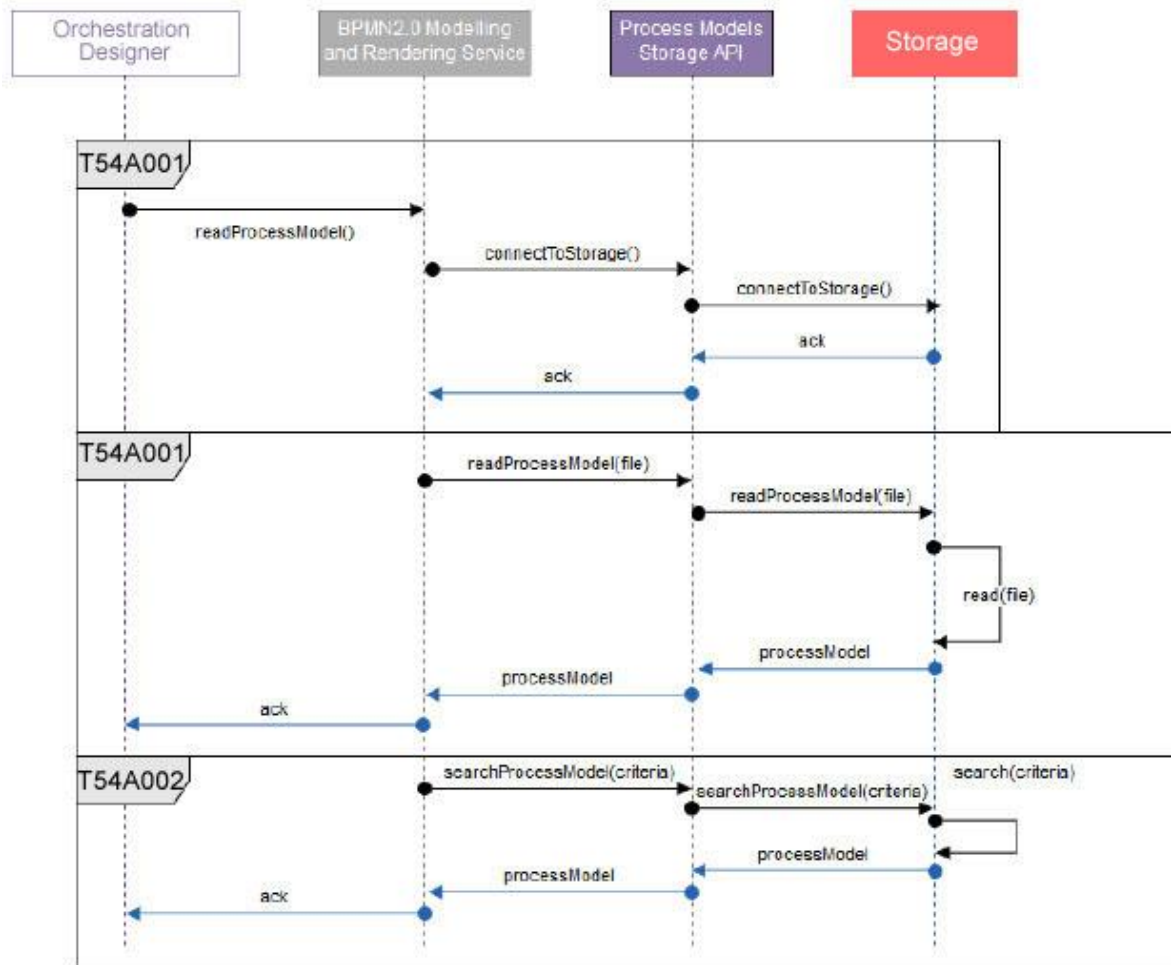 Orchestration
Designer
BPMN2.0 Modelling
and Rendering Service
Process Models
Storage API
Storage
T54A001
readProcessModel()
connectToStorage()
connectToStorage()
ack
ack
T54A001
readProcessModel(file)
readProcessModel(file)
read(file)
processModel
processModel
ack
T54A002
searchProcessModel(criteria)
search(criteria)
searchProcessModel(criteria)
processModel
processModel
ack